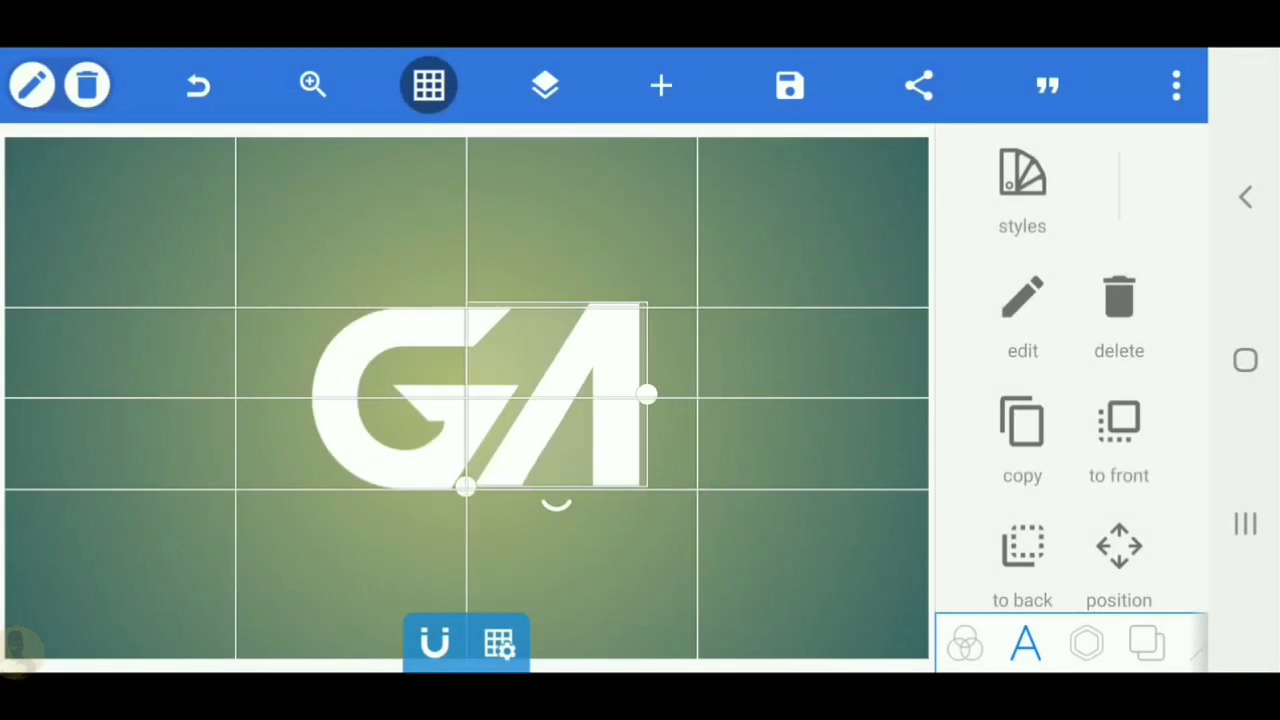 GA
styles
edit
delete
copy
to front
to back
position
A